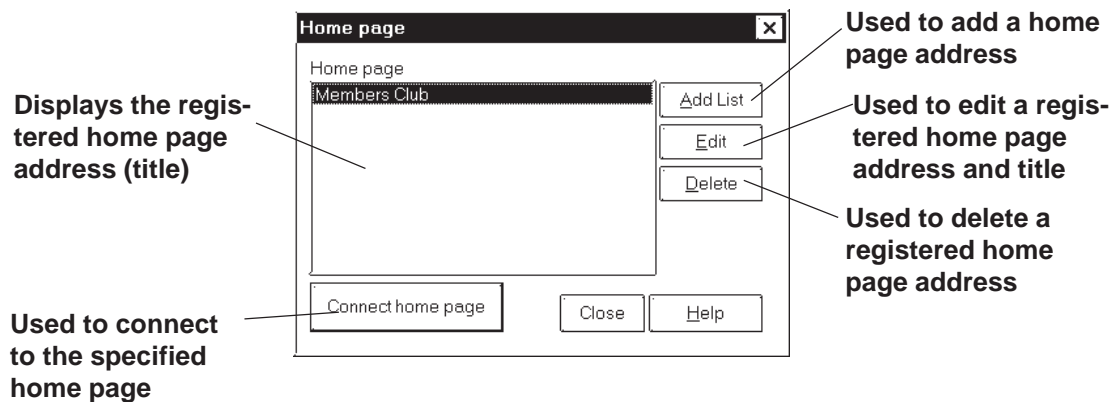 Home page
Home page
Members Club
Add List
Edit
Delete
Connect home page
Close
Help
Displays the regis-
tered home page
address (title)
Used to connect
to the specified
home page
Used to add a home
page address
Used to edit a regis-
tered home page
address and title
Used to delete a
registered home
page address